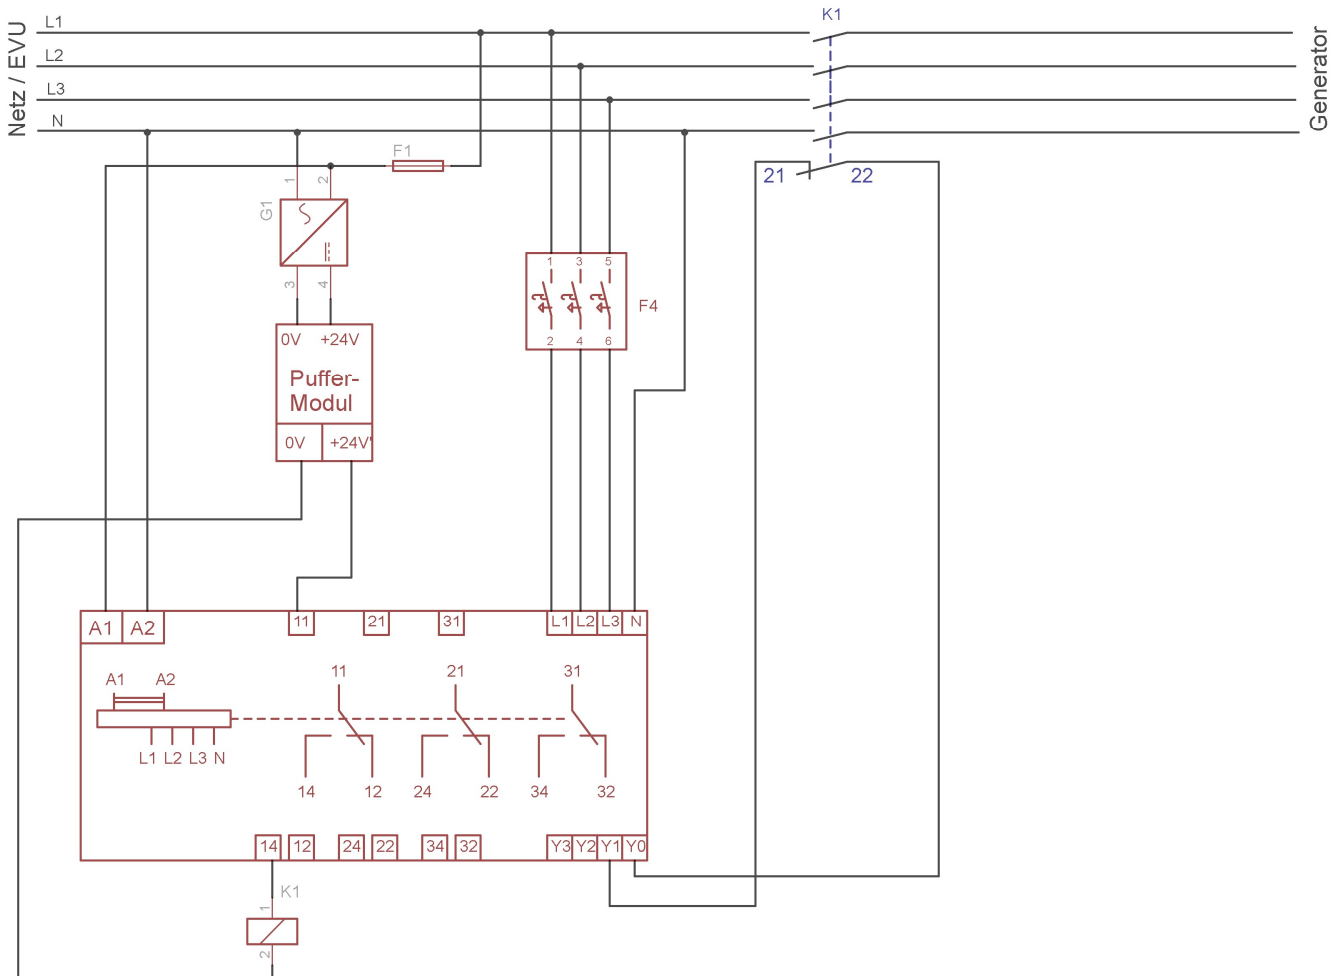 Netz / EVU
L1
L2
L3
N
K1
Generator
21
22
F1
1
2
G1
3
4
0V
+24V
Puffer-
Modul
0V
+24V'
1
3
5
F4
2
4
6
A1
A2
11
21
31
L1
L2
L3
N
A1
A2
11
21
31
L1
L2
L3
N
14
12
24
22
34
32
14
12
24
22
34
32
Y3
Y2
Y1
Y0
K1
1
2